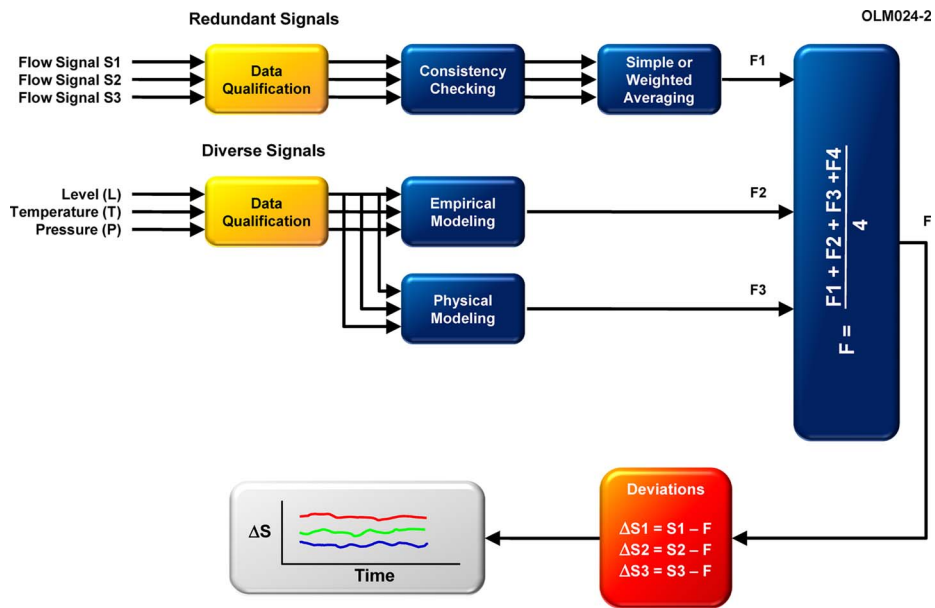 OLM024-2
Redundant Signals
Flow Signal S1
Flow Signal S2
Flow Signal S3
Data
Qualification
Consistency
Checking
Simple or
Weighted
Averaging
F1
Diverse Signals
Level (L)
Temperature (T)
Pressure (P)
Data
Qualification
Empirical
Modeling
F2
Physical
Modeling
F3
F = F1 + F2 + F3 +F4
4
F
Deviations
ΔS1 = S1 – F
ΔS2 = S2 – F
ΔS3 = S3 – F
ΔS
Time